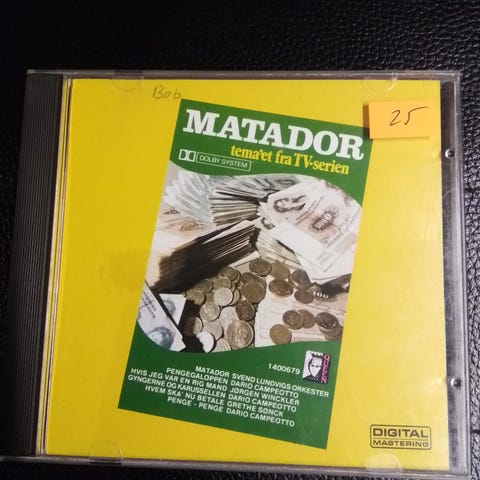 Bob
25
MATADOR
tema'et fra TV-serien
DOLBY SYSTEM
1400679
MATADOR SVEND LUNDVIGS ORKESTER
PENGEGALOPPEN DARIO CAMPEOTTO
HVIS JEG VAR EN RIG MAND JØRGEN WINCKLER
GYNGERNE OG KARUSSELLEN DARIO CAMPEOTTO
HVEM SKA' NU BETALE GRETHE SØNCK
PENGE - PENGE DARIO CAMPEOTTO
DIGITAL
MASTERING